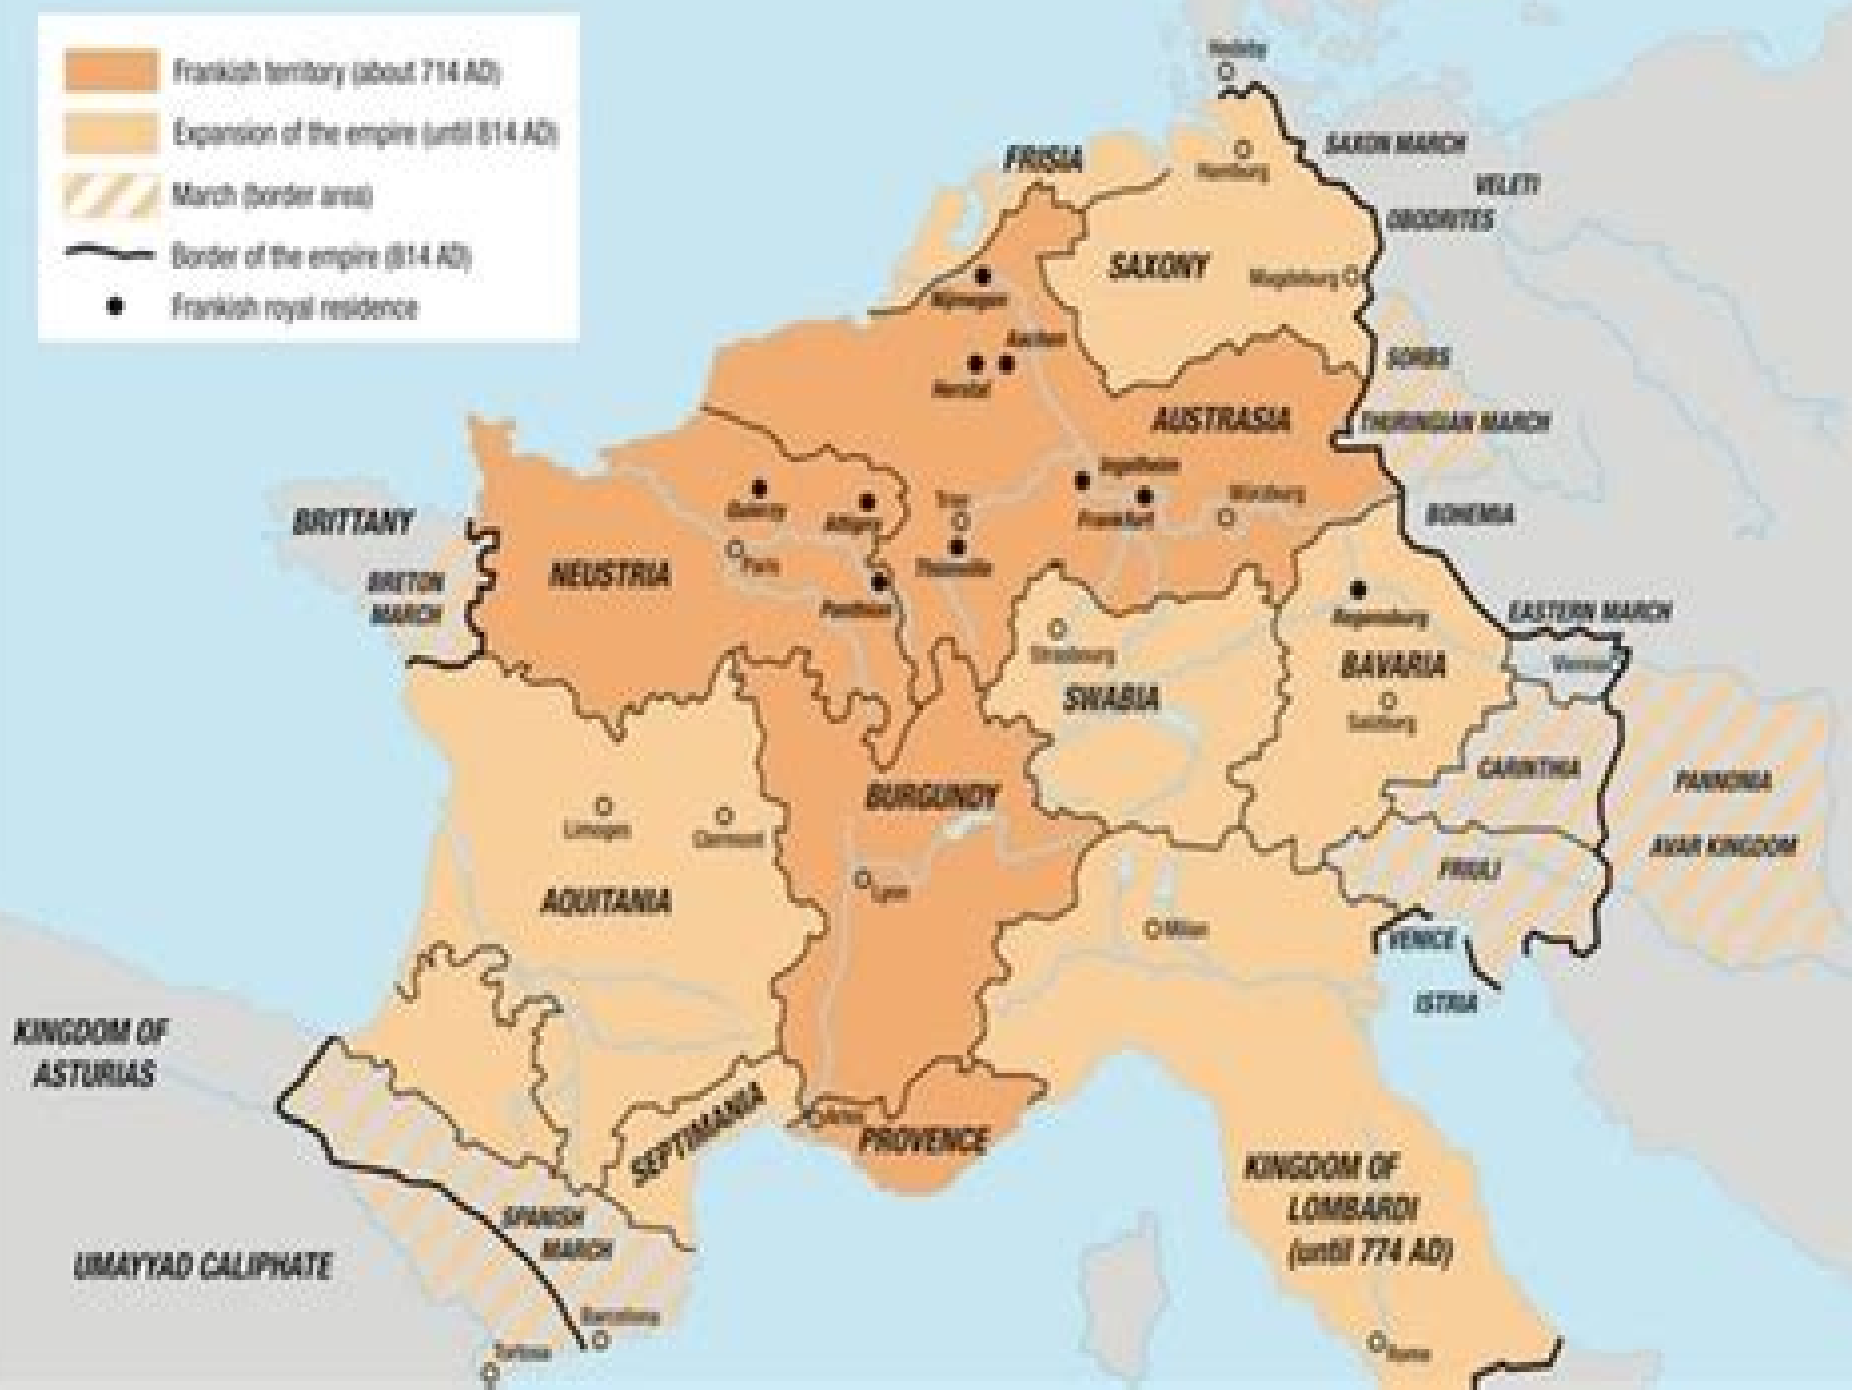 Frankish territory (about 714 AD)
Expansion of the empire (until 814 AD)
March (border area)
Border of the empire (814 AD)
Frankish royal residence
FRISIA
Hamburg
SAXON MARCH
VELETI
OBODRITES
SAXONY
Magdeburg
Nijmegen
Aachen
Herstal
SORBS
AUSTRASIA
THURINGIAN MARCH
Ingelheim
Quierzy
Attigny
Trier
Frankfurt
Würzburg
BOHEMIA
BRITTANY
BRETON
MARCH
NEUSTRIA
Paris
Thionville
Ponthion
Regensburg
EASTERN MARCH
Strasbourg
SWABIA
BAVARIA
Vienna
Salzburg
CARINTHIA
PANNONIA
AVAR KINGDOM
BURGUNDY
Limoges
Clermont
AQUITANIA
Lyon
FRIULI
Milan
VENICE
ISTRIA
KINGDOM OF
ASTURIAS
SEPTIMANIA
Arles
PROVENCE
KINGDOM OF
LOMBARDI
(until 774 AD)
SPANISH
MARCH
UMAYYAD CALIPHATE
Barcelona
Tortosa
Rome